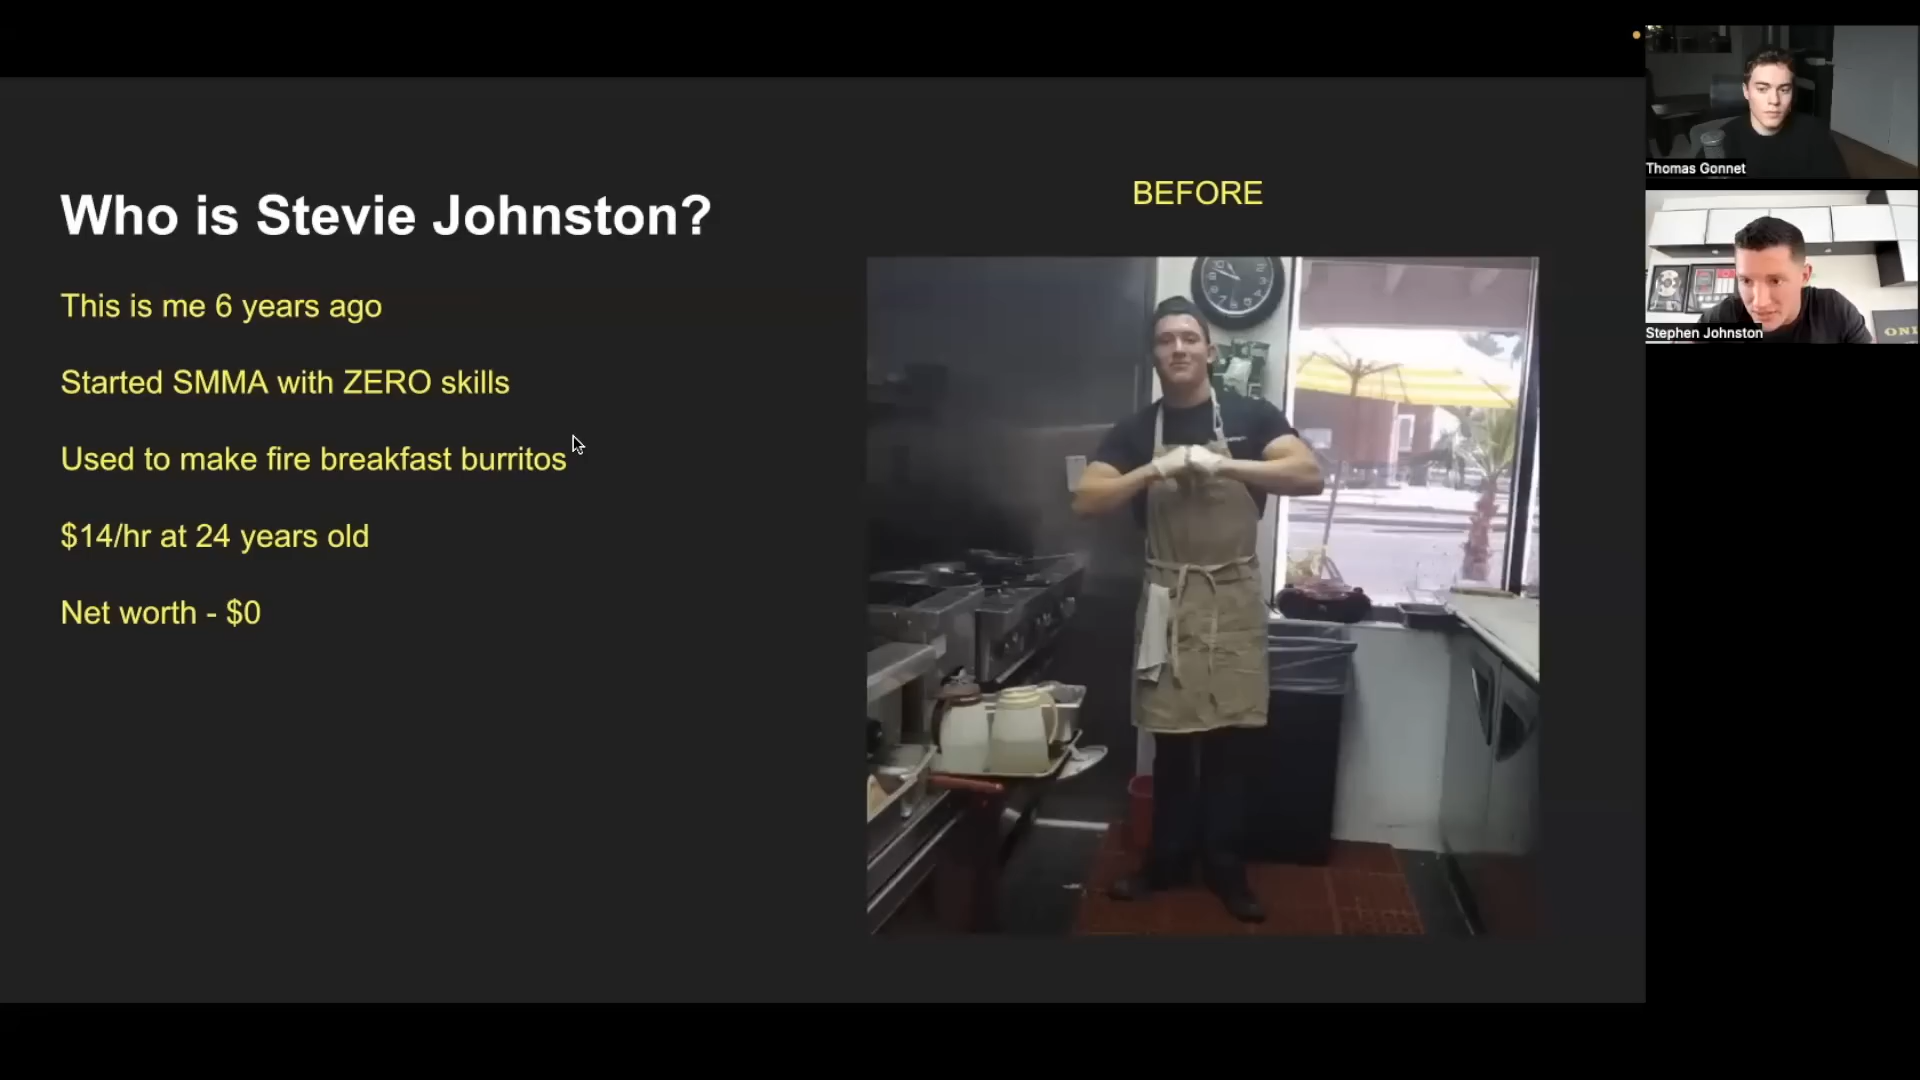 Who is Stevie Johnston?
This is me 6 years ago
Started SMMA with ZERO skills
Used to make fire breakfast burritos
$14/hr at 24 years old
Net worth - $0
BEFORE
Thomas Gonnet
Stephen Johnston
ONE